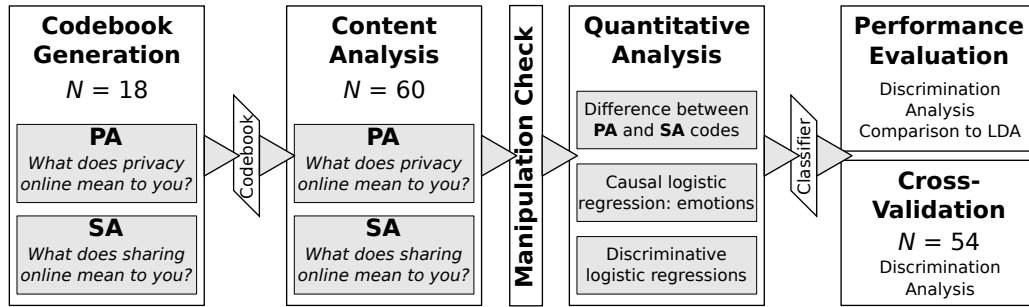 Codebook
Generation
N = 18
PA
What does privacy
online mean to you?
SA
What does sharing
online mean to you?
Codebook
Content
Analysis
N = 60
PA
What does privacy
online mean to you?
SA
What does sharing
online mean to you?
Manipulation Check
Quantitative
Analysis
Difference between
PA and SA codes
Causal logistic
regression: emotions
Discriminative
logistic regressions
Classifier
Performance
Evaluation
Discrimination
Analysis
Comparison to LDA
Cross-
Validation
N = 54
Discrimination
Analysis